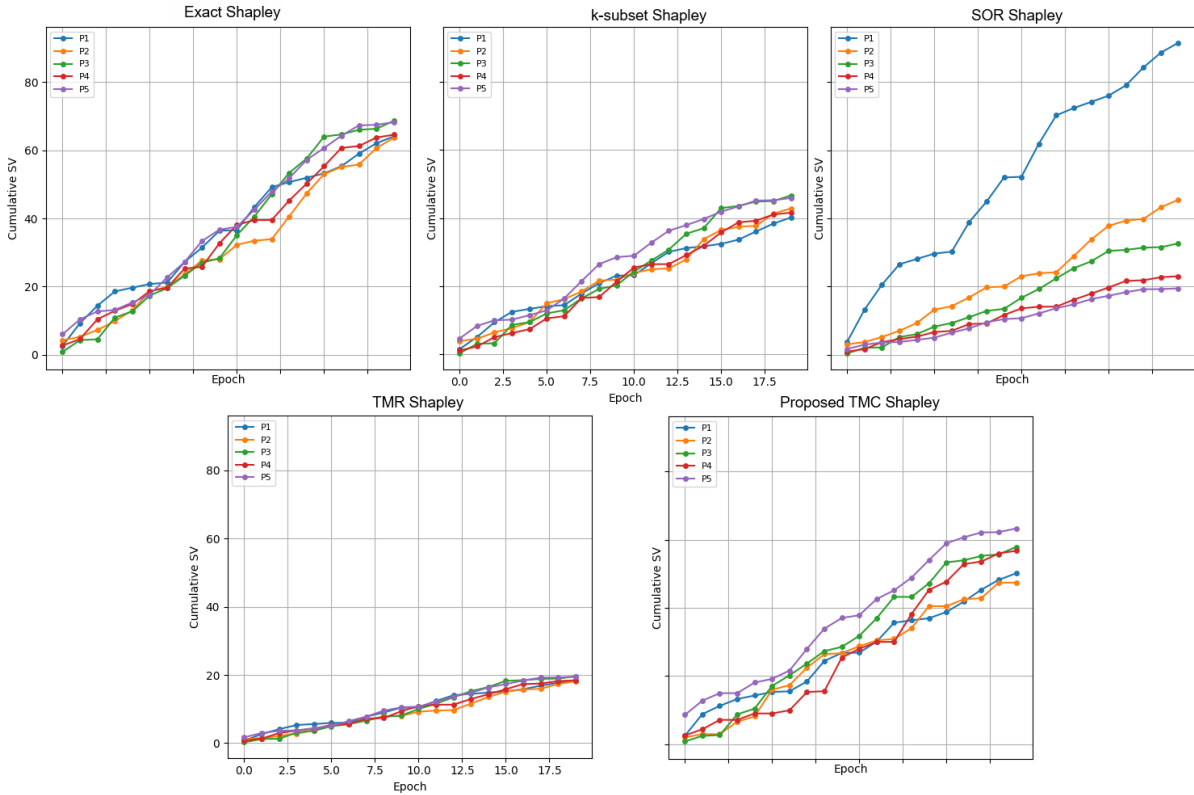 Exact Shapley
k-subset Shapley
SOR Shapley
P1
P2
P3
P4
P5
80
60
40
20
0
Cumulative SV
Epoch
P1
P2
P3
P4
P5
Cumulative SV
0.0 2.5 5.0 7.5 10.0 12.5 15.0 17.5
Epoch
P1
P2
P3
P4
P5
Cumulative SV
Epoch
TMR Shapley
Proposed TMC Shapley
P1
P2
P3
P4
P5
80
60
40
20
0
Cumulative SV
0.0 2.5 5.0 7.5 10.0 12.5 15.0 17.5
Epoch
P1
P2
P3
P4
P5
Cumulative SV
Epoch